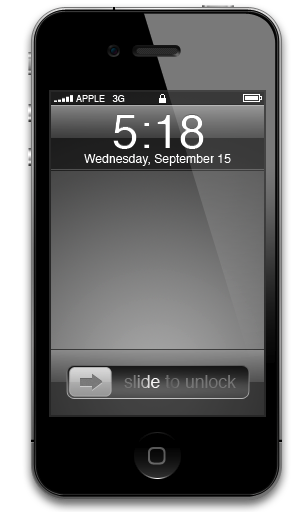 APPLE 3G
5:18
Wednesday, September 15
slide to unlock